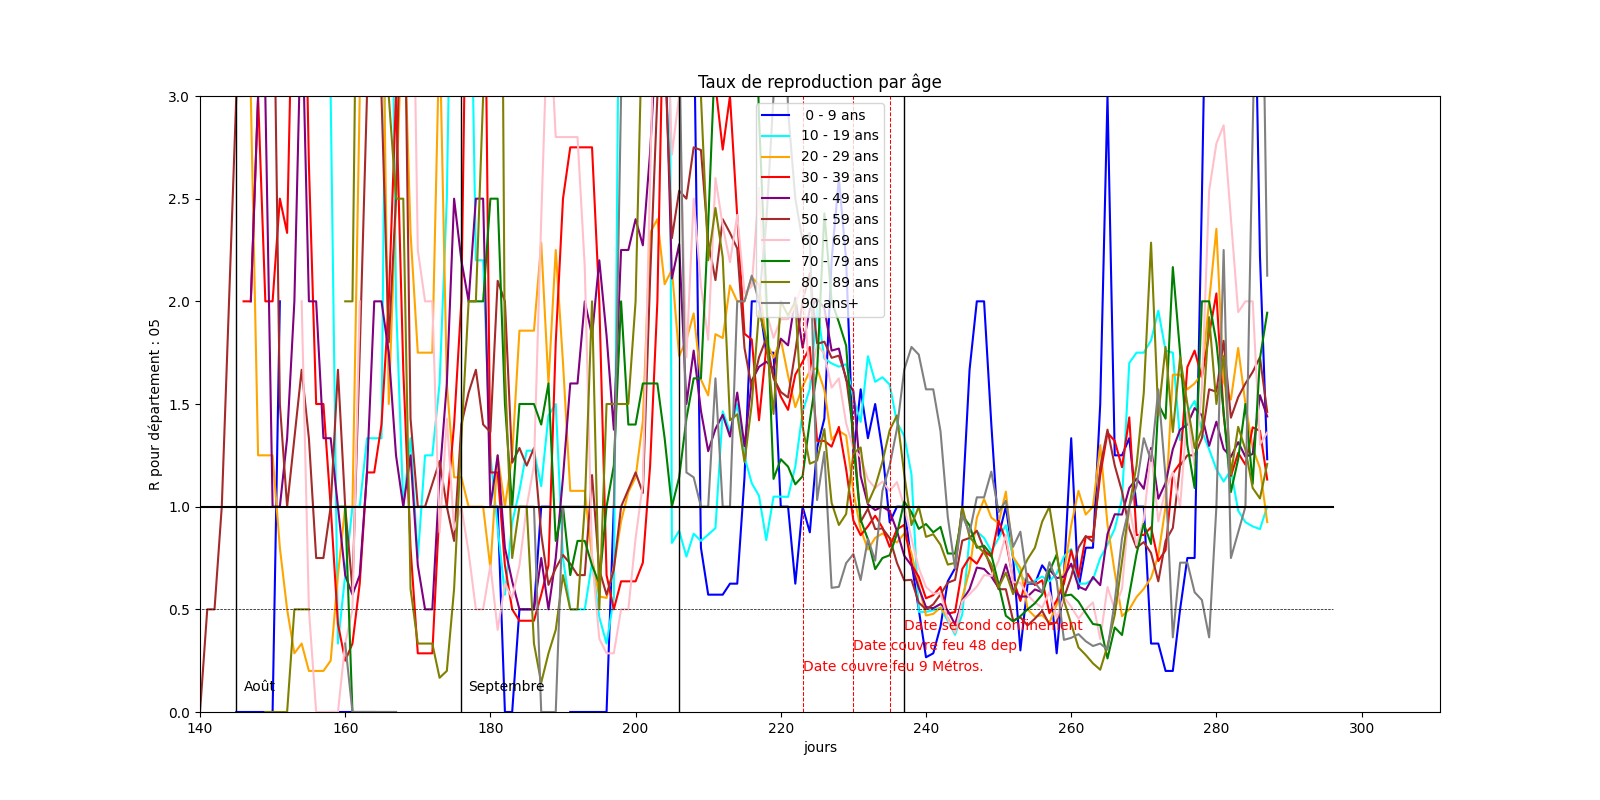 Taux de reproduction par âge
R pour département : 05
3.0
2.5
2.0
1.5
1.0
0.5
0.0
0 - 9 ans
10 - 19 ans
20 - 29 ans
30 - 39 ans
40 - 49 ans
50 - 59 ans
60 - 69 ans
70 - 79 ans
80 - 89 ans
90 ans+
Date second confinement
Date couvre feu 48 dep
Date couvre feu 9 Métros.
Août
Septembre
140 160 180 200 220 240 260 280 300
jours